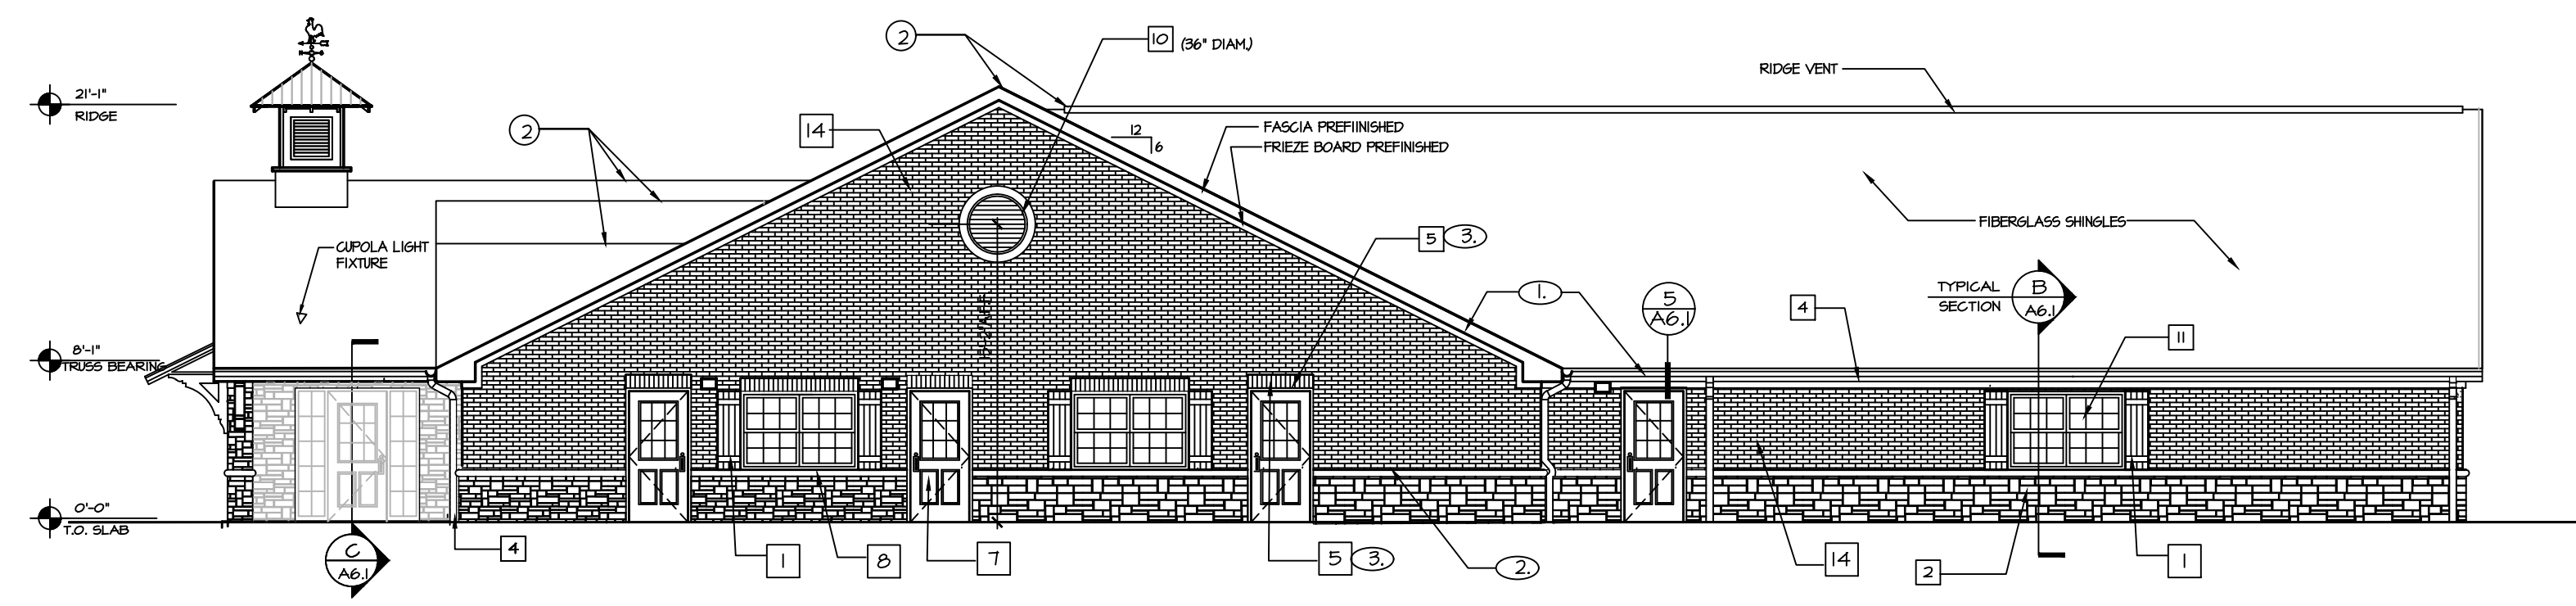 2
10 (36" DIAM.)
RIDGE VENT
21'-1"
RIDGE
2
14
12
6
FASCIA PREFIINISHED
FRIEZE BOARD PREFINISHED
FIBERGLASS SHINGLES
CUPOLA LIGHT
FIXTURE
5 3.
1.
5
A6.1
4
TYPICAL
SECTION
B
A6.1
11
8'-1"
TRUSS BEARING
0'-0"
T.O. SLAB
C
A6.1
4
1
8
7
5 3.
2.
14
2
1